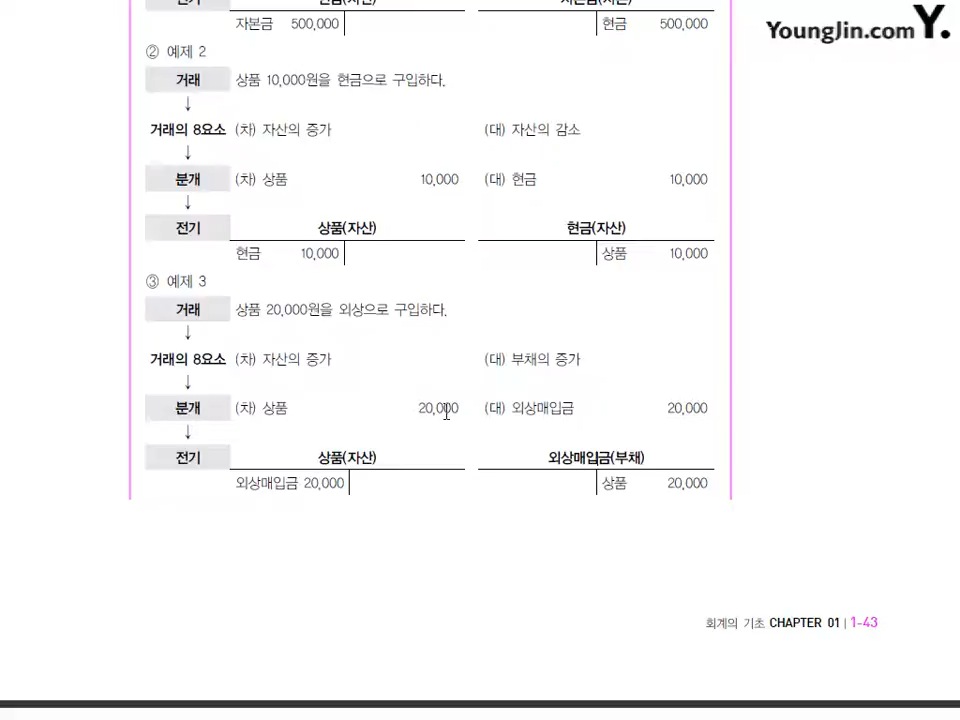 YoungJin.com Y.
자본금 500,000 현금 500,000
② 예제 2
거래 상품 10,000원을 현금으로 구입하다.
↓
거래의 8요소 (차) 자산의 증가 (대) 자산의 감소
↓
분개 (차) 상품 10,000 (대) 현금 10,000
↓
전기 상품(자산) 현금(자산)
현금 10,000 상품 10,000
③ 예제 3
거래 상품 20,000원을 외상으로 구입하다.
↓
거래의 8요소 (차) 자산의 증가 (대) 부채의 증가
↓
분개 (차) 상품 20,000 (대) 외상매입금 20,000
↓
전기 상품(자산) 외상매입금(부채)
외상매입금 20,000 상품 20,000
회계의 기초 CHAPTER 01 | 1-43